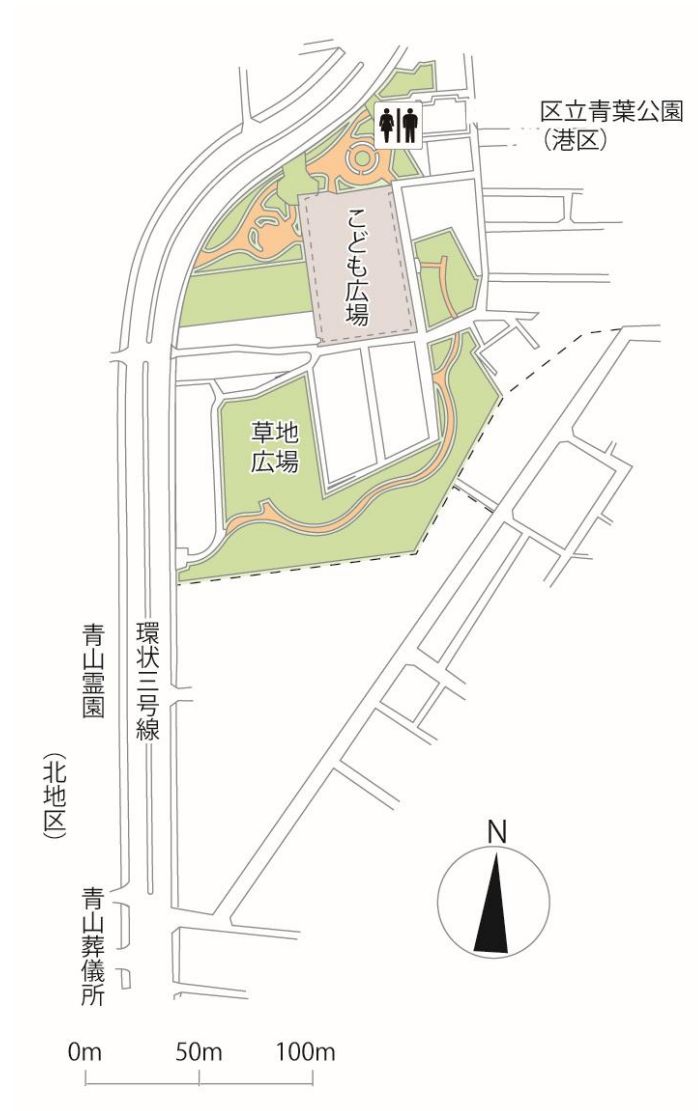 区立青葉公園
（港区）
こども広場
草地
広場
青山霊園
環状三号線
（北地区）
青山葬儀所
N
0m
50m
100m